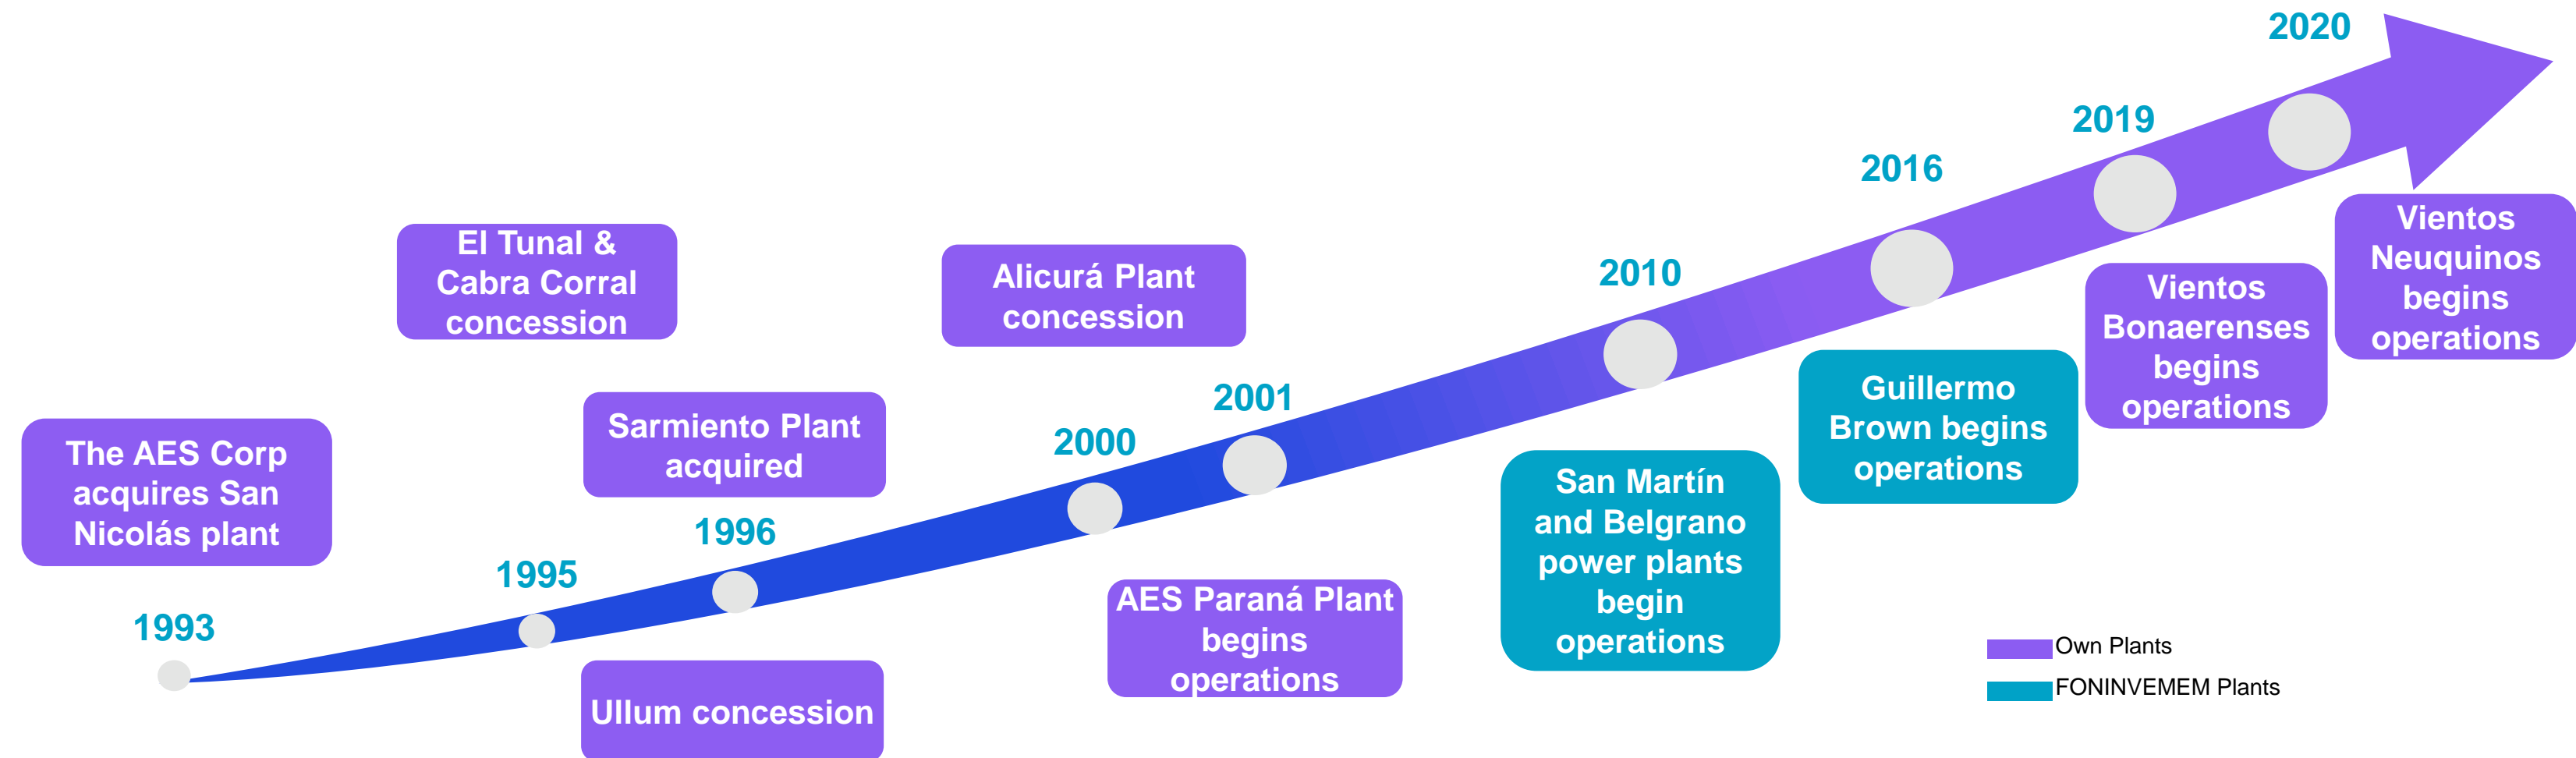 1993
The AES Corp
acquires San
Nicolás plant
1995
El Tunal &
Cabra Corral
concession
1996
Sarmiento Plant
acquired
Ullum concession
2000
Alicurá Plant
concession
2001
AES Paraná Plant
begins
operations
2010
San Martín
and Belgrano
power plants
begin
operations
2016
Guillermo
Brown begins
operations
2019
Vientos
Bonaerenses
begins
operations
2020
Vientos
Neuquinos
begins
operations
Own Plants
FONINVEMEM Plants